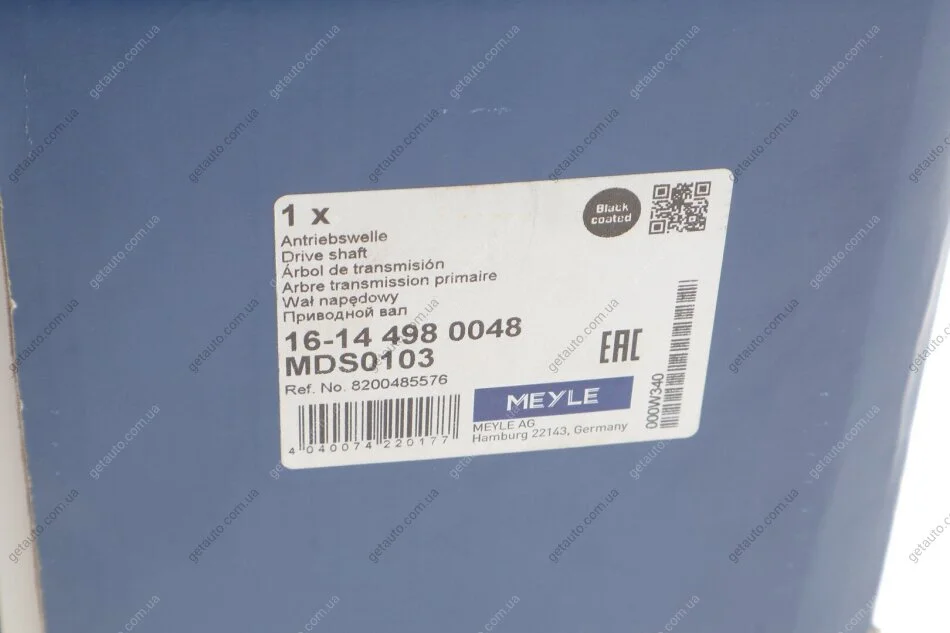 1 x
Black
coated
Antriebswelle
Drive shaft
Árbol de transmisión
Arbre transmission primaire
Wał napędowy
Приводной вал
16-14 498 0048
MDS0103
Ref. No. 8200485576
EAC
MEYLE
MEYLE AG
Hamburg 22143, Germany
4 040074 220177
000W340
getauto.com.ua